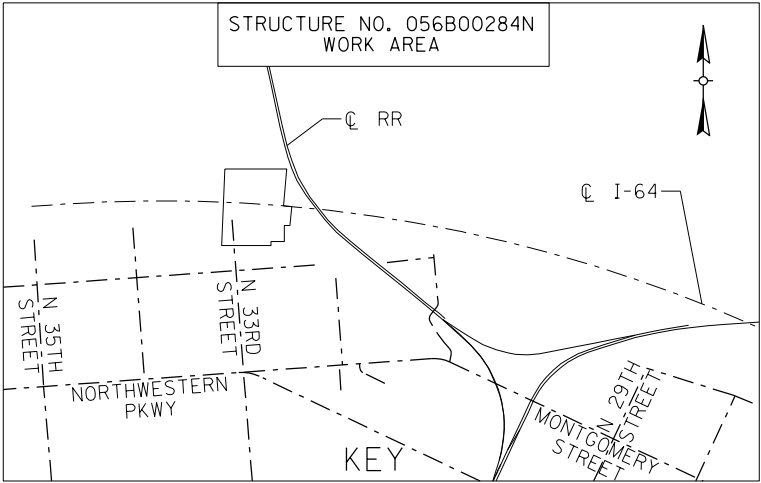 STRUCTURE NO. 056B00284N
WORK AREA
℄ RR
℄ I-64
N 35TH
STREET
N 33RD
STREET
NORTHWESTERN
PKWY
N 29TH
STREET
MONTGOMERY
STREET
KEY